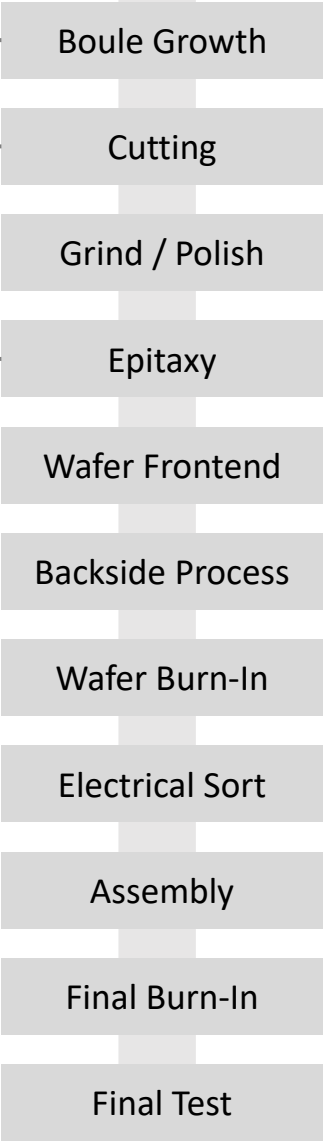 Boule Growth
Cutting
Grind / Polish
Epitaxy
Wafer Frontend
Backside Process
Wafer Burn-In
Electrical Sort
Assembly
Final Burn-In
Final Test